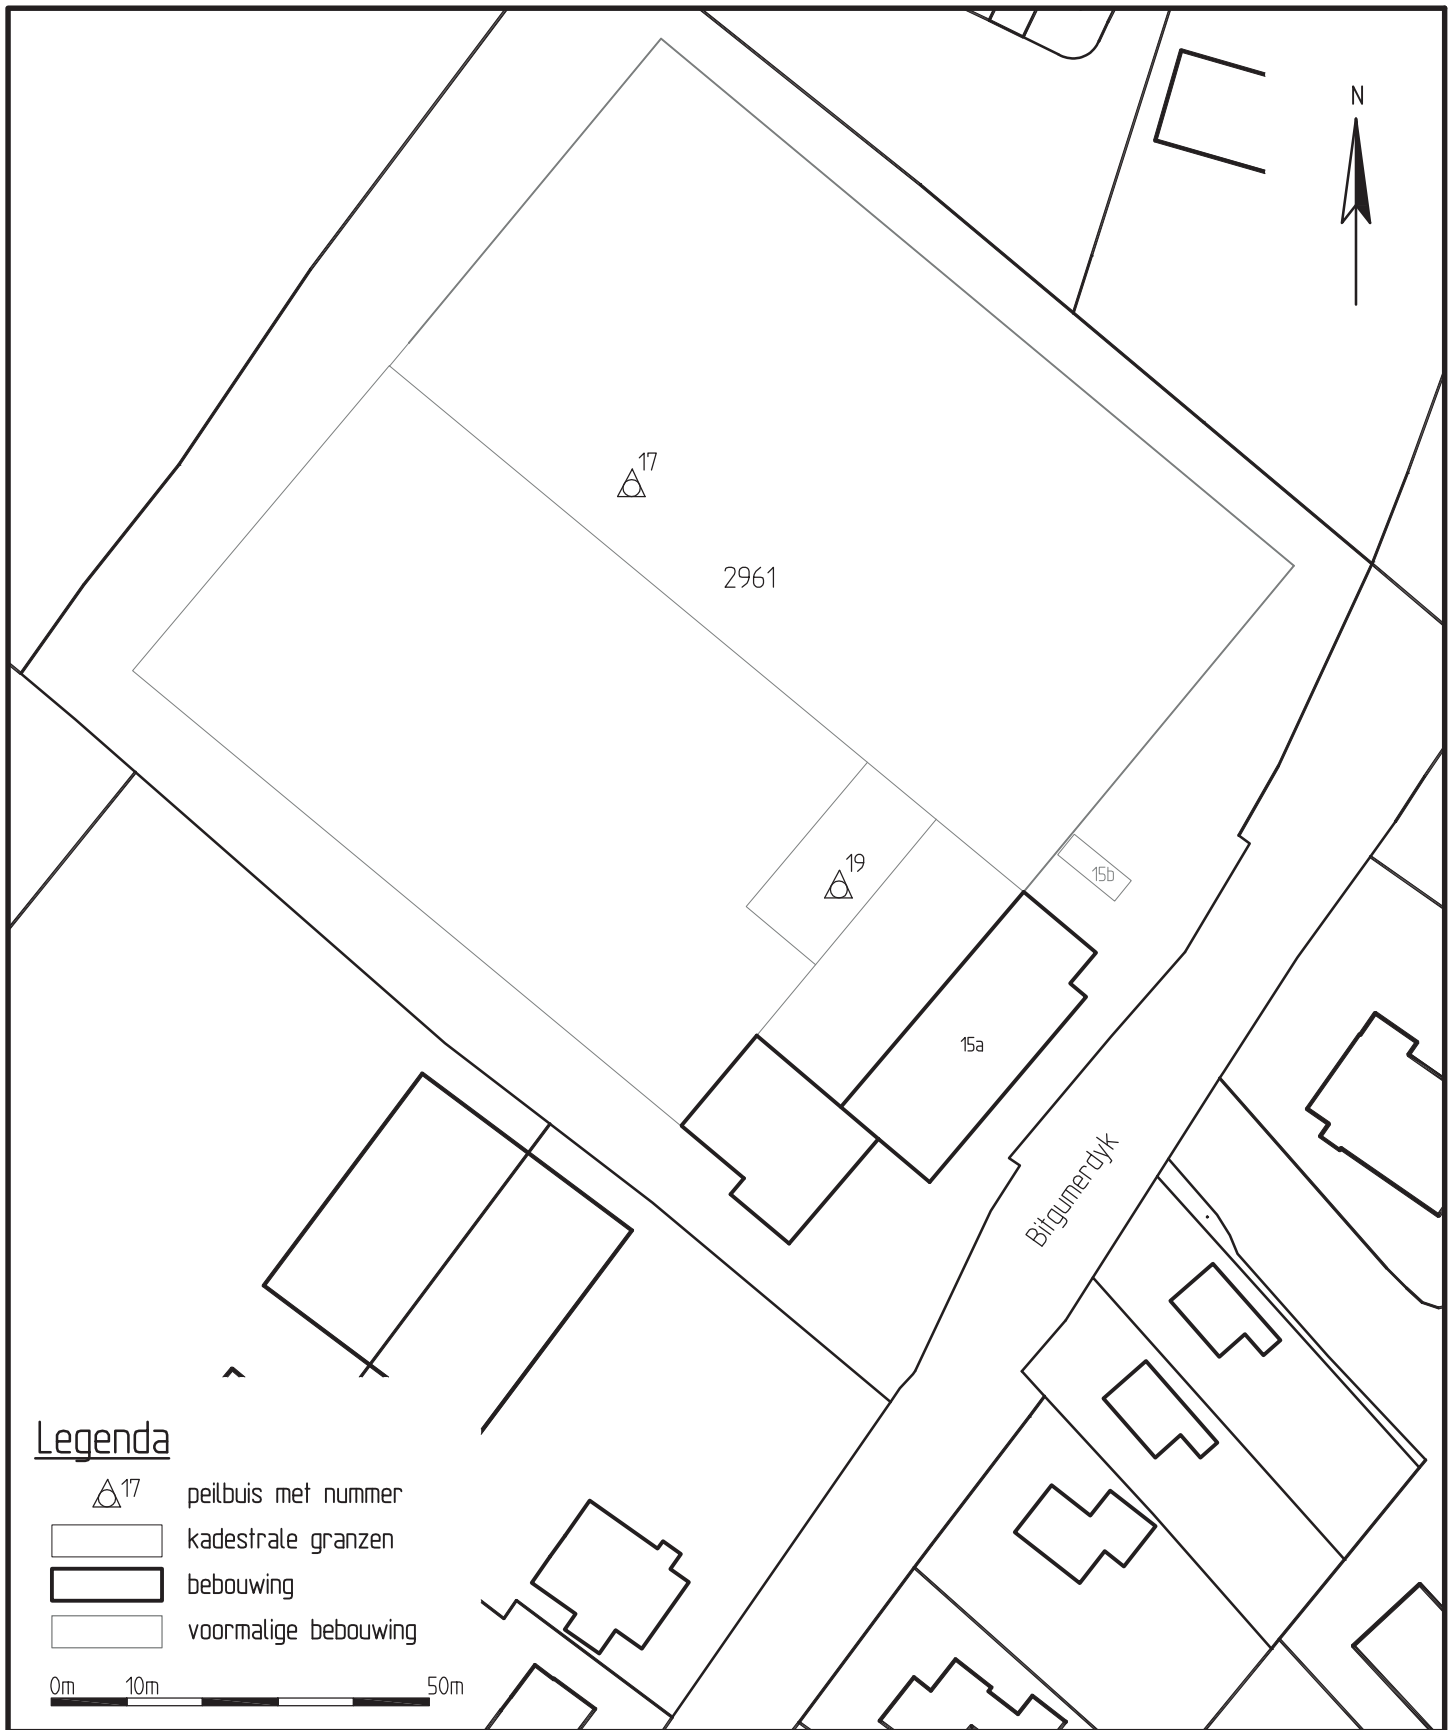 N
17
2961
19
15b
15a
Bitgumerdyk
Legenda
17 peilbuis met nummer
kadestrale granzen
bebouwing
voormalige bebouwing
0m 10m 50m